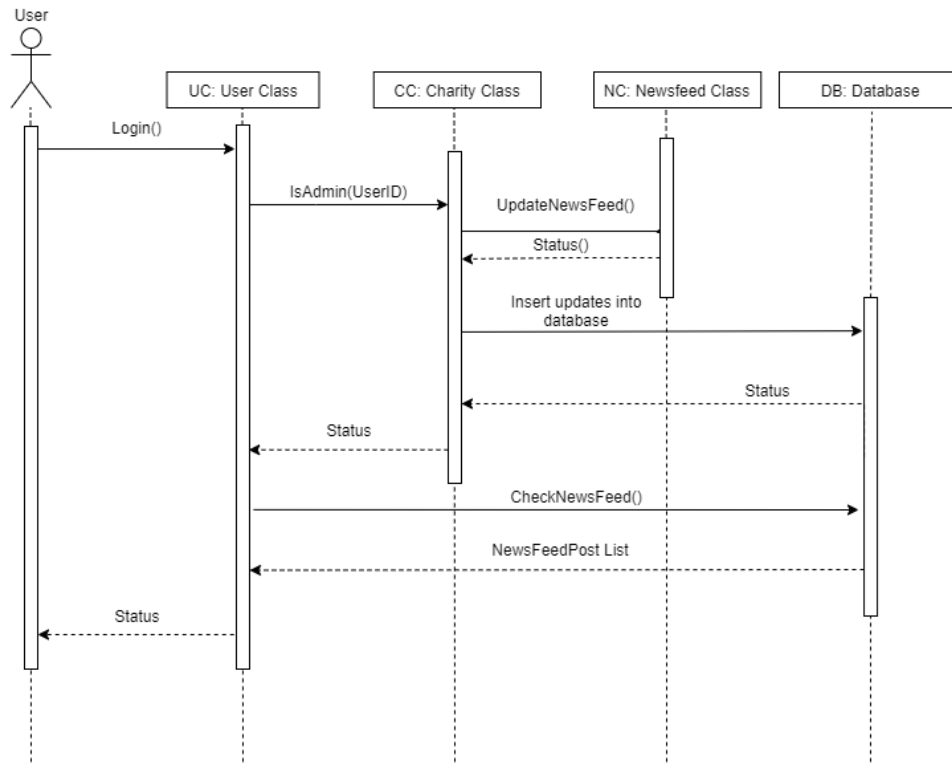 User
UC: User Class
CC: Charity Class
NC: Newsfeed Class
DB: Database
Login()
IsAdmin(UserID)
UpdateNewsFeed()
Status()
Insert updates into
database
Status
Status
CheckNewsFeed()
NewsFeedPost List
Status